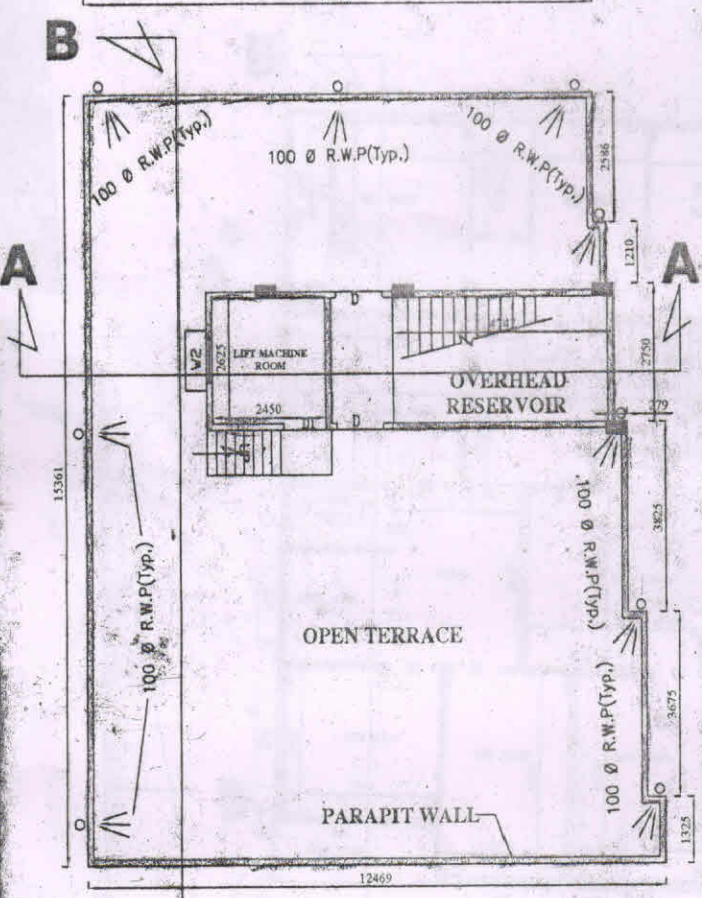 B
100 Ø R.W.P(Typ.)
100 Ø R.W.P(Typ.)
100 Ø R.W.P(Typ.)
2586
A
A
1210
D
W2
2625
LIFT MACHINE
ROOM
2750
OVERHEAD
RESERVOIR
2450
D
15361
3825
100 Ø R.W.P(Typ.)
100 Ø R.W.P(Typ.)
OPEN TERRACE
3675
100 Ø R.W.P(Typ.)
PARAPIT WALL
1325
12469